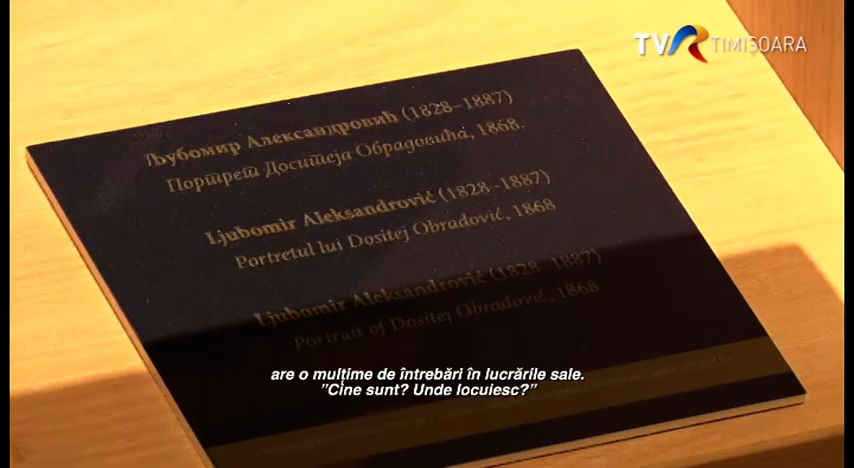 TVR TIMIȘOARA
Љубомир Александровић (1828–1887)
Портрет Доситеја Обрадовића, 1868.
Ljubomir Aleksandrović (1828–1887)
Portretul lui Dositej Obradović, 1868
Ljubomir Aleksandrović (1828–1887)
Portrait of Dositej Obradović, 1868
are o mulțime de întrebări în lucrările sale.
”Cine sunt? Unde locuiesc?”